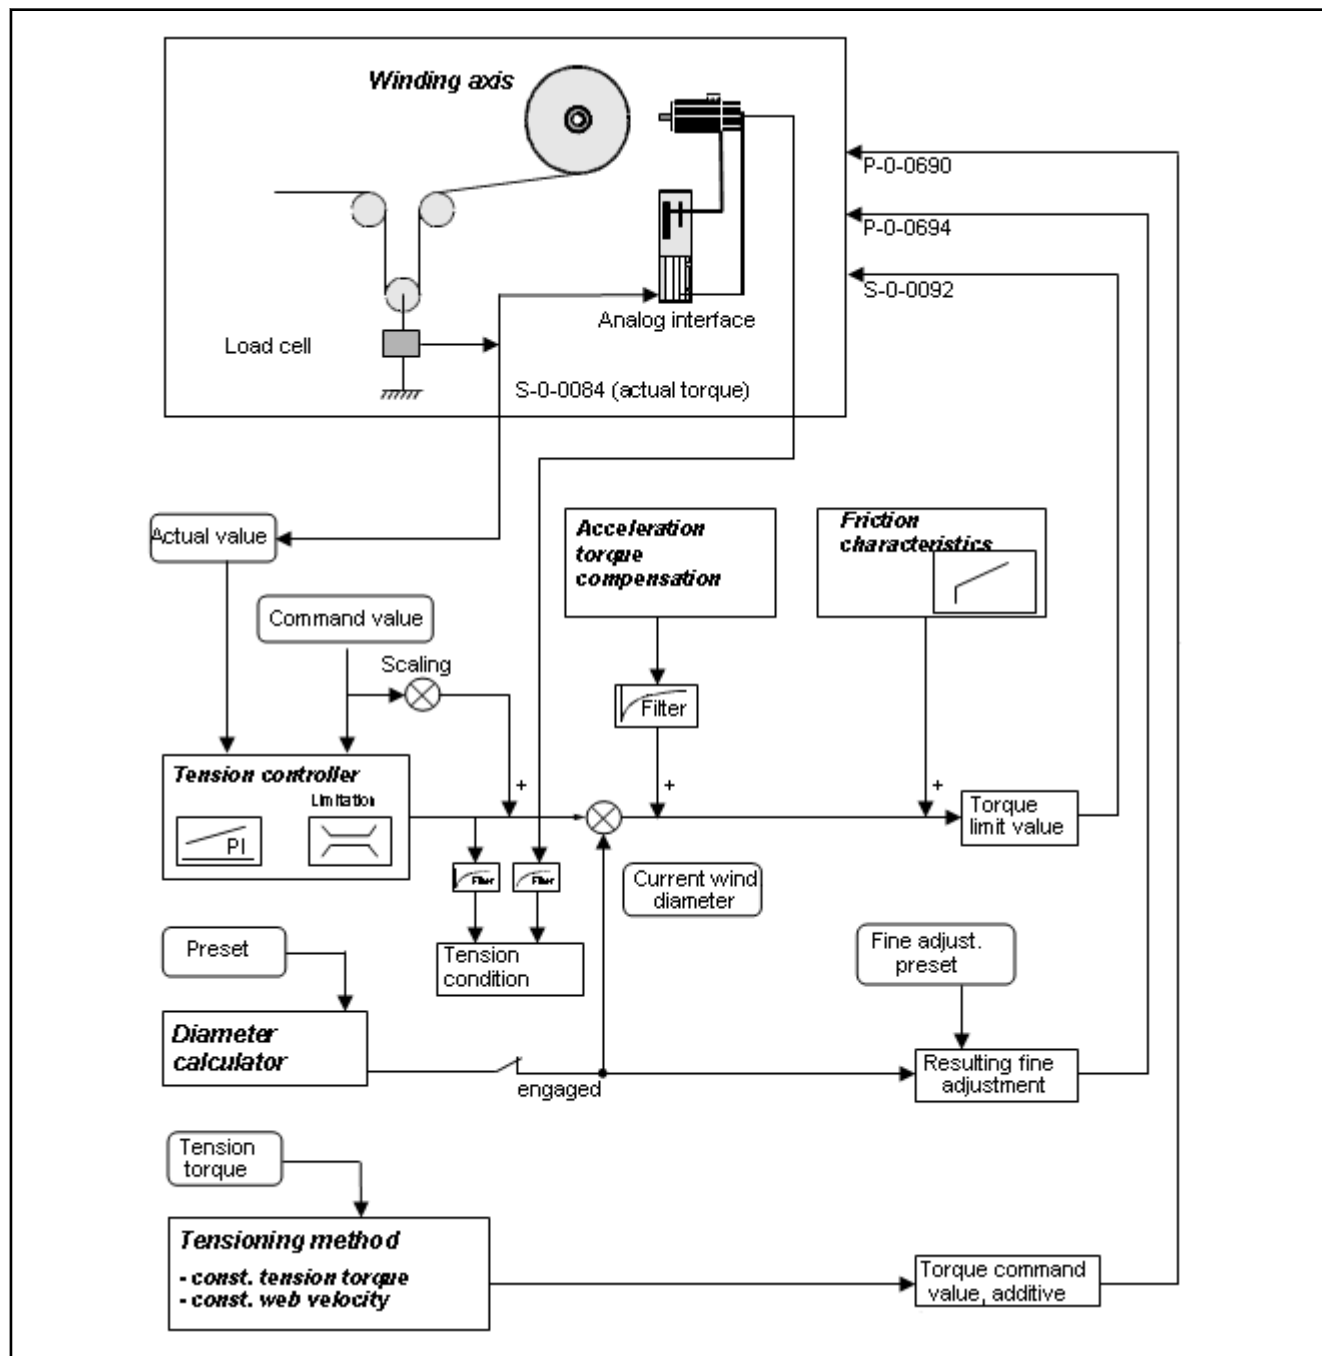 Winding axis
P-0-0690
P-0-0694
S-0-0092
Analog interface
Load cell
S-0-0084 (actual torque)
Actual value
Acceleration
torque
compensation
Friction
characteristics
Command value
Scaling
Filter
Tension controller
Limitation
PI
+
+
+
Torque
limit value
Filter
Filter
Current wind
diameter
Preset
Tension
condition
Fine adjust.
preset
Diameter
calculator
engaged
Resulting fine
adjustment
Tension
torque
Tensioning method
- const. tension torque
- const. web velocity
Torque command
value, additive